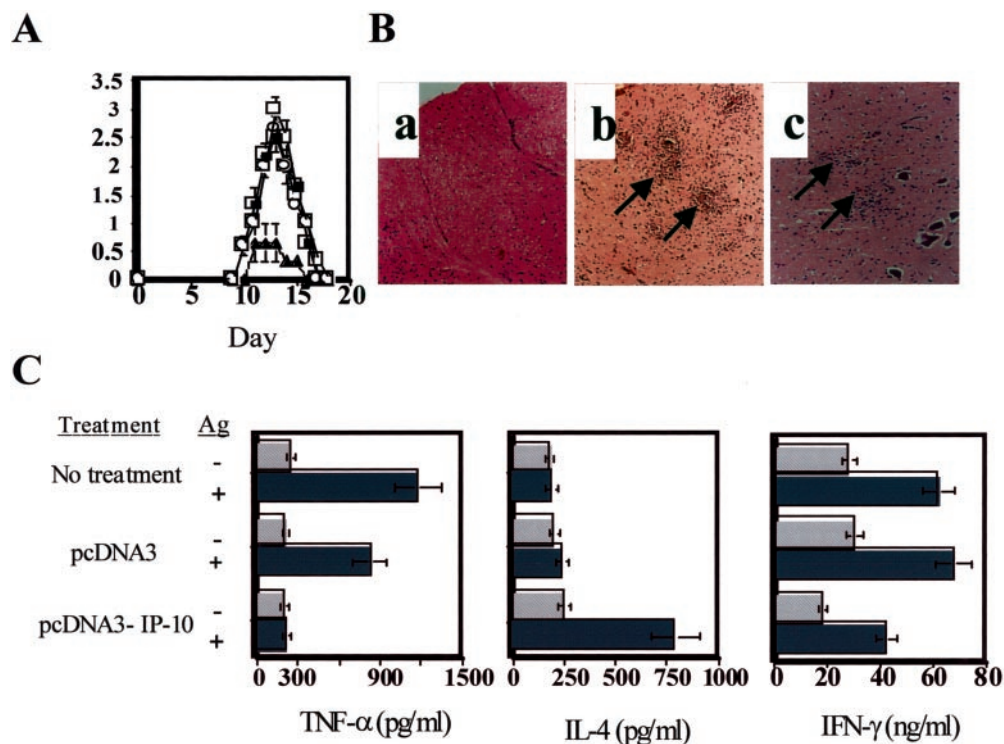 A
B
3.5
3
2.5
2
1.5
1
0.5
0
0 5 10 15 20
Day
a
b
c
C
Treatment Ag
No treatment - +
pcDNA3 - +
pcDNA3- IP-10 - +
0 300 900 1500
TNF-α (pg/ml)
0 250 500 750 1000
IL-4 (pg/ml)
0 20 40 60 80
IFN-γ (ng/ml)